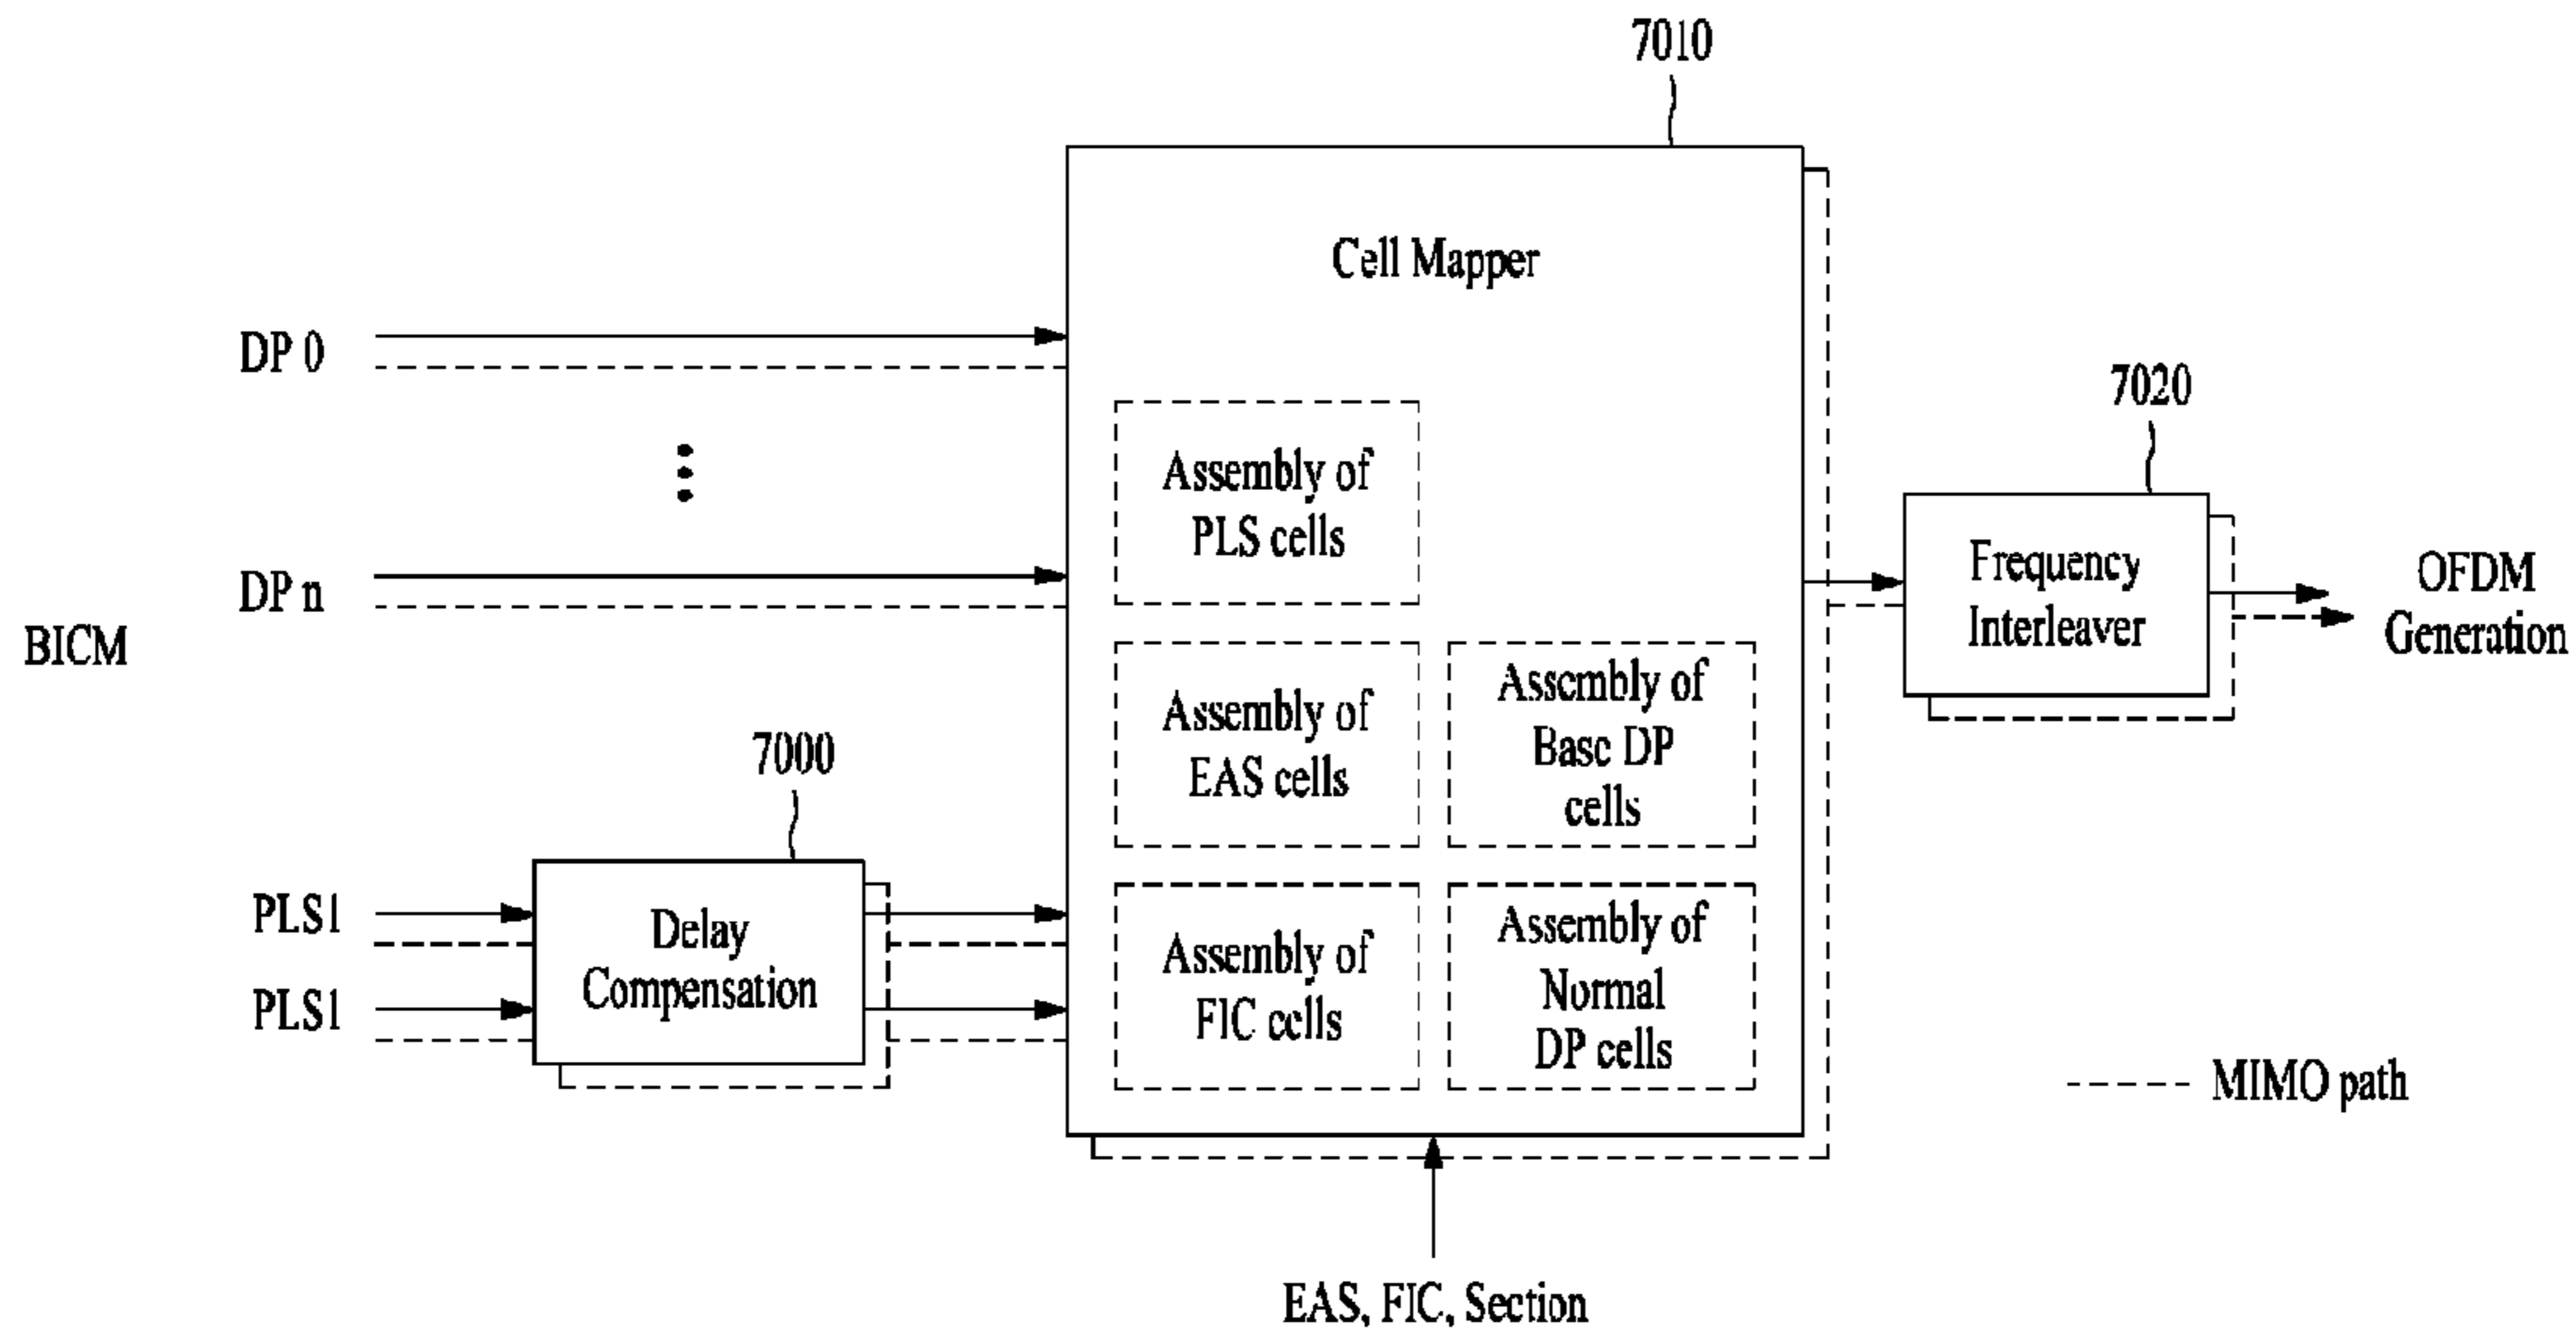 7010
Cell Mapper
DP 0
7020
Assembly of
PLS cells
Frequency
Interleaver
OFDM
Generation
DP n
BICM
Assembly of
EAS cells
Assembly of
Base DP
cells
7000
PLS1
PLS1
Delay
Compensation
Assembly of
FIC cells
Assembly of
Normal
DP cells
MIMO path
EAS, FIC, Section